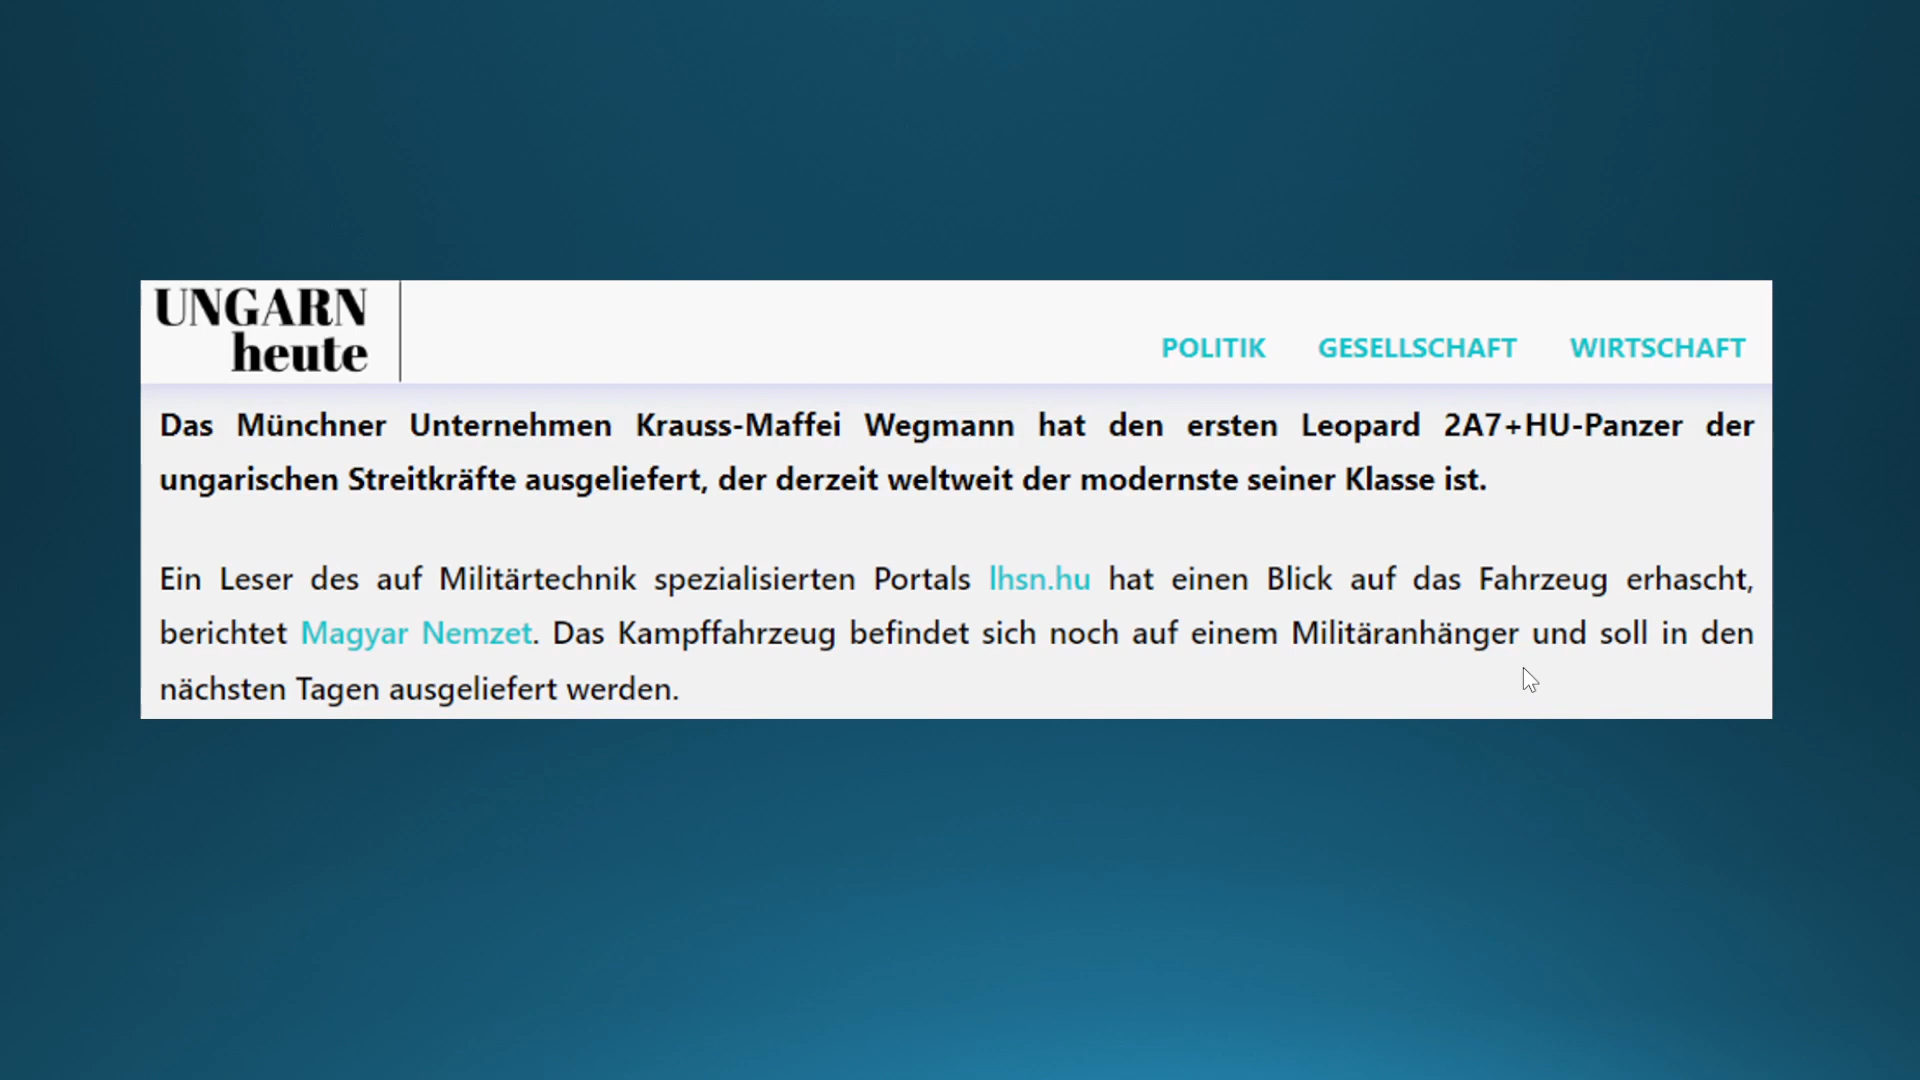 UNGARN
heute
POLITIK GESELLSCHAFT WIRTSCHAFT
Das Münchner Unternehmen Krauss-Maffei Wegmann hat den ersten Leopard 2A7+HU-Panzer der
ungarischen Streitkräfte ausgeliefert, der derzeit weltweit der modernste seiner Klasse ist.
Ein Leser des auf Militärtechnik spezialisierten Portals lhsn.hu hat einen Blick auf das Fahrzeug erhascht,
berichtet Magyar Nemzet. Das Kampffahrzeug befindet sich noch auf einem Militäranhänger und soll in den
nächsten Tagen ausgeliefert werden.